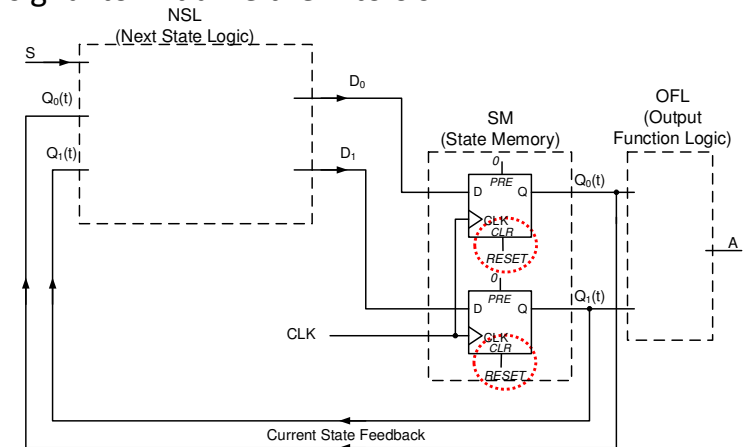 NSL
(Next State Logic)
S
D₀
Q₀(t)
OFL
(Output
Function Logic)
SM
(State Memory)
Q₁(t)
D₁
0
PRE
D
Q
Q₀(t)
CLK
CLR
RESET
A
0
PRE
D
Q
Q₁(t)
CLK
CLK
CLR
RESET
Current State Feedback